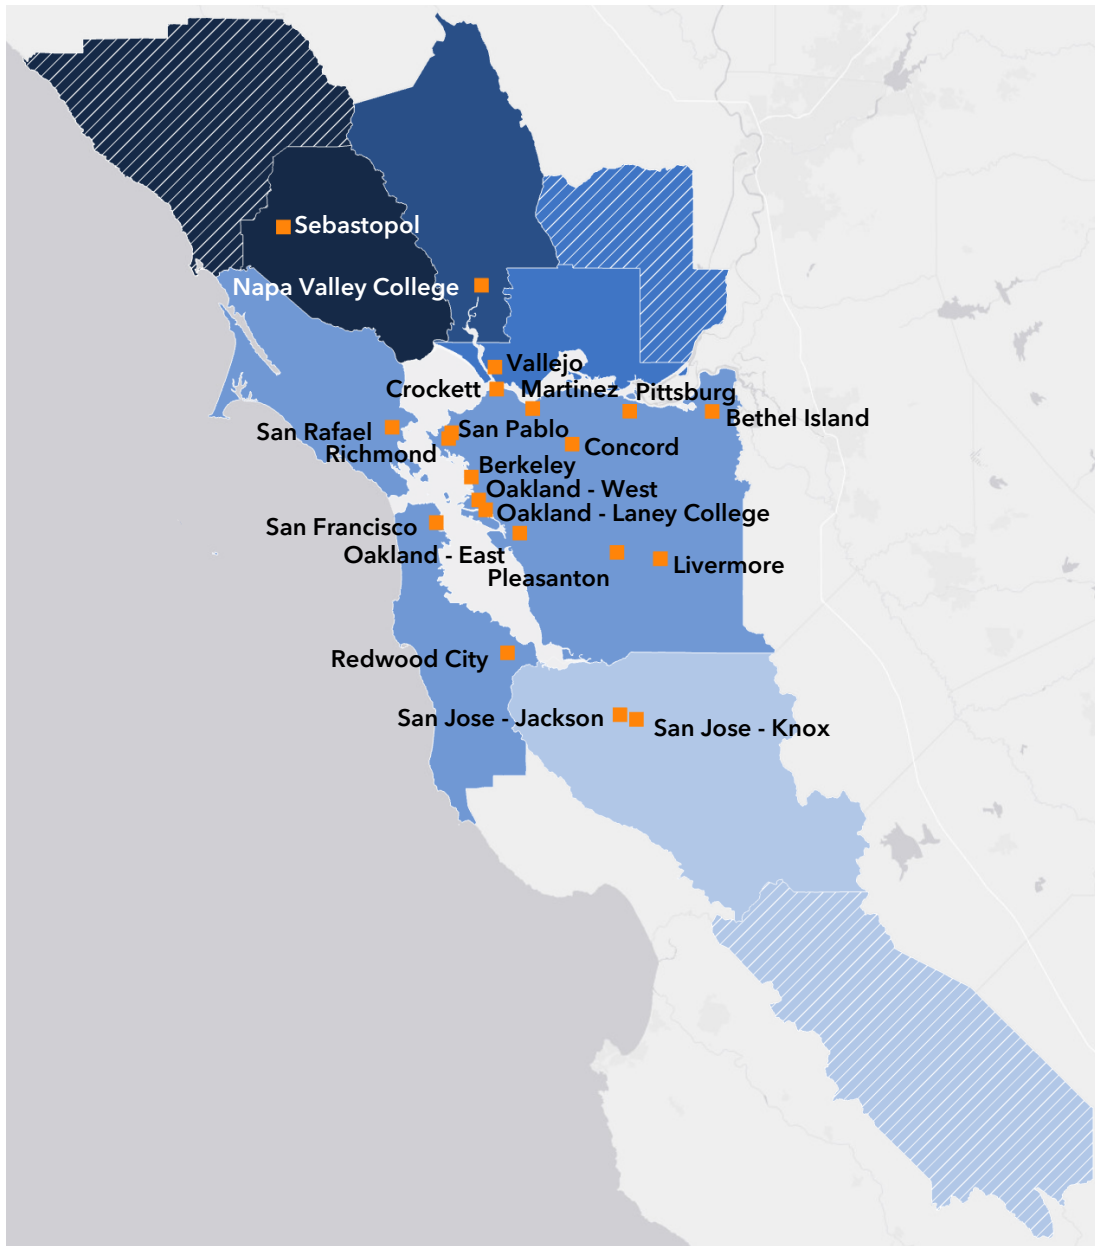 Sebastopol
Napa Valley College
Vallejo
Crockett
Martinez
Pittsburg
Bethel Island
San Rafael
San Pablo
Richmond
Concord
Berkeley
Oakland - West
Oakland - Laney College
San Francisco
Oakland - East
Livermore
Pleasanton
Redwood City
San Jose - Jackson
San Jose - Knox